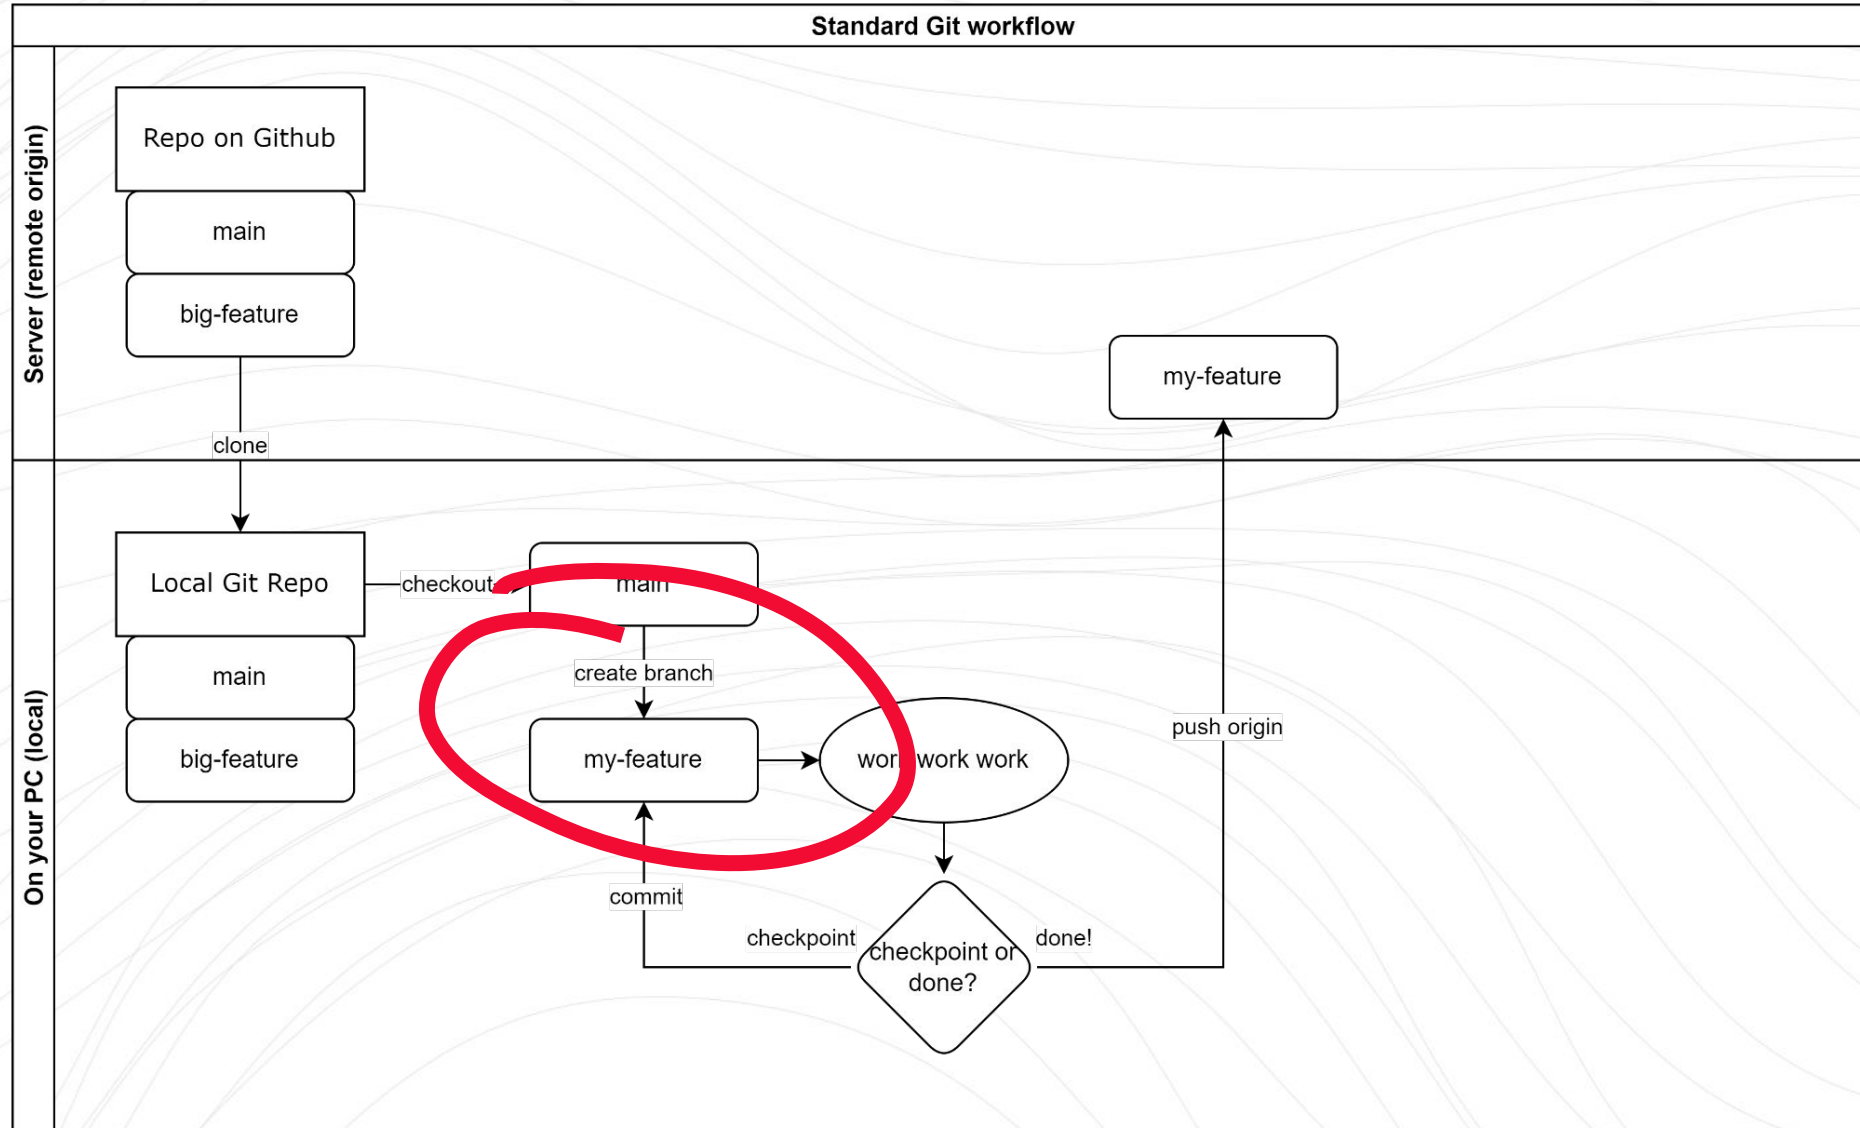 Standard Git workflow
Server (remote origin)
Repo on Github
main
big-feature
my-feature
clone
On your PC (local)
Local Git Repo
main
big-feature
checkout
main
create branch
my-feature
work work work
push origin
commit
checkpoint
checkpoint or
done?
done!